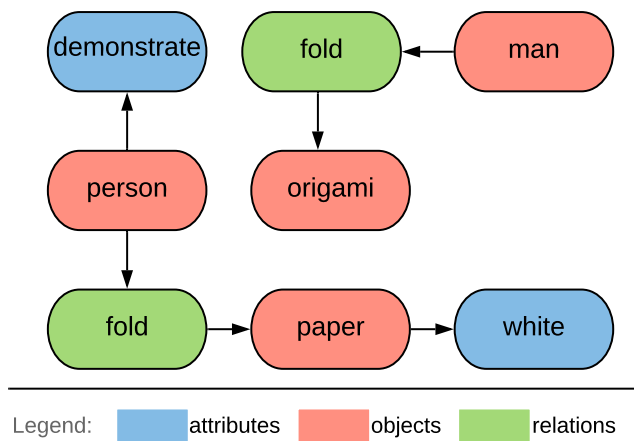 demonstrate
fold
man
person
origami
fold
paper
white
Legend:
attributes
objects
relations